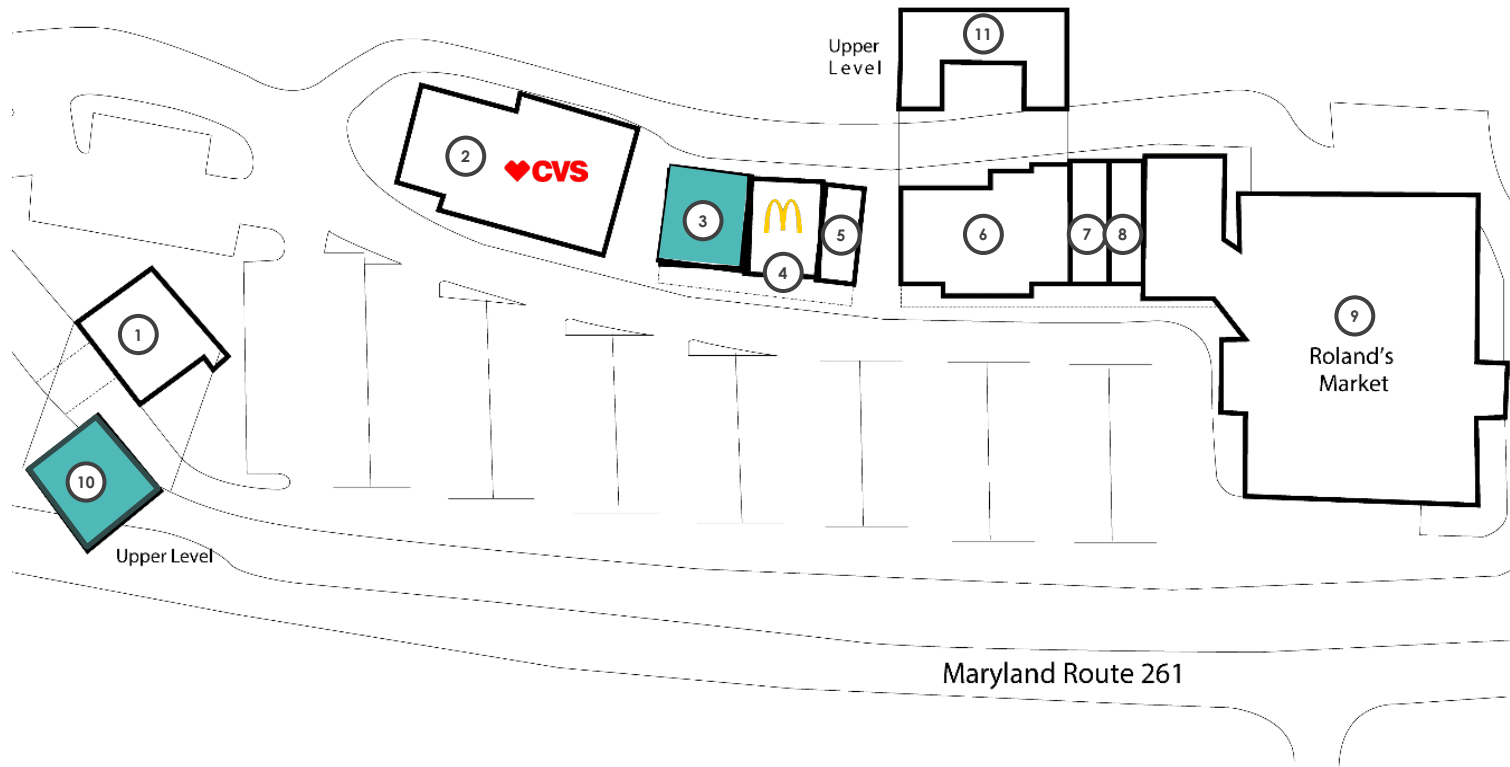 11
Upper
Level
2
CVS
3
4
5
6
7
8
1
9
Roland's
Market
10
Upper Level
Maryland Route 261